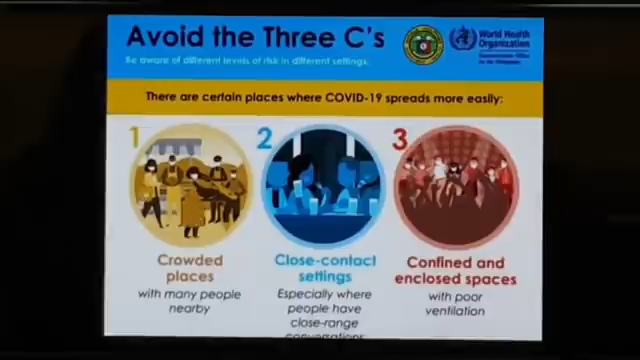 Avoid the Three C's
Be aware of different levels of risk in different settings.
World Health
Organization
There are certain places where COVID-19 spreads more easily:
1
2
3
Crowded
places
with many people
nearby
Close-contact
settings
Especially where
people have
close-range
conversations
Confined and
enclosed spaces
with poor
ventilation